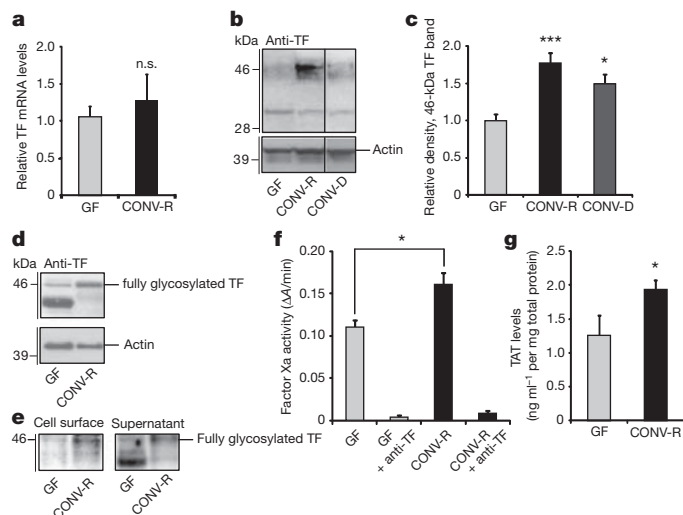 a
Relative TF mRNA levels
2.0
1.5
1.0
0.5
0
n.s.
GF
CONV-R
b
kDa Anti-TF
46
28
39
Actin
GF
CONV-R
CONV-D
c
Relative density, 46-kDa TF band
2.0
1.5
1.0
0.5
0
***
*
GF
CONV-R
CONV-D
d
kDa Anti-TF
46
fully glycosylated TF
39
Actin
GF
CONV-R
e
Cell surface Supernatant
46
Fully glycosylated TF
GF
CONV-R
GF
CONV-R
f
Factor Xa activity (ΔA/min)
0.20
0.15
0.10
0.05
0
*
GF
GF + anti-TF
CONV-R
CONV-R + anti-TF
g
TAT levels
(ng ml⁻¹ per mg total protein)
2.5
2.0
1.5
1.0
0.5
0
*
GF
CONV-R